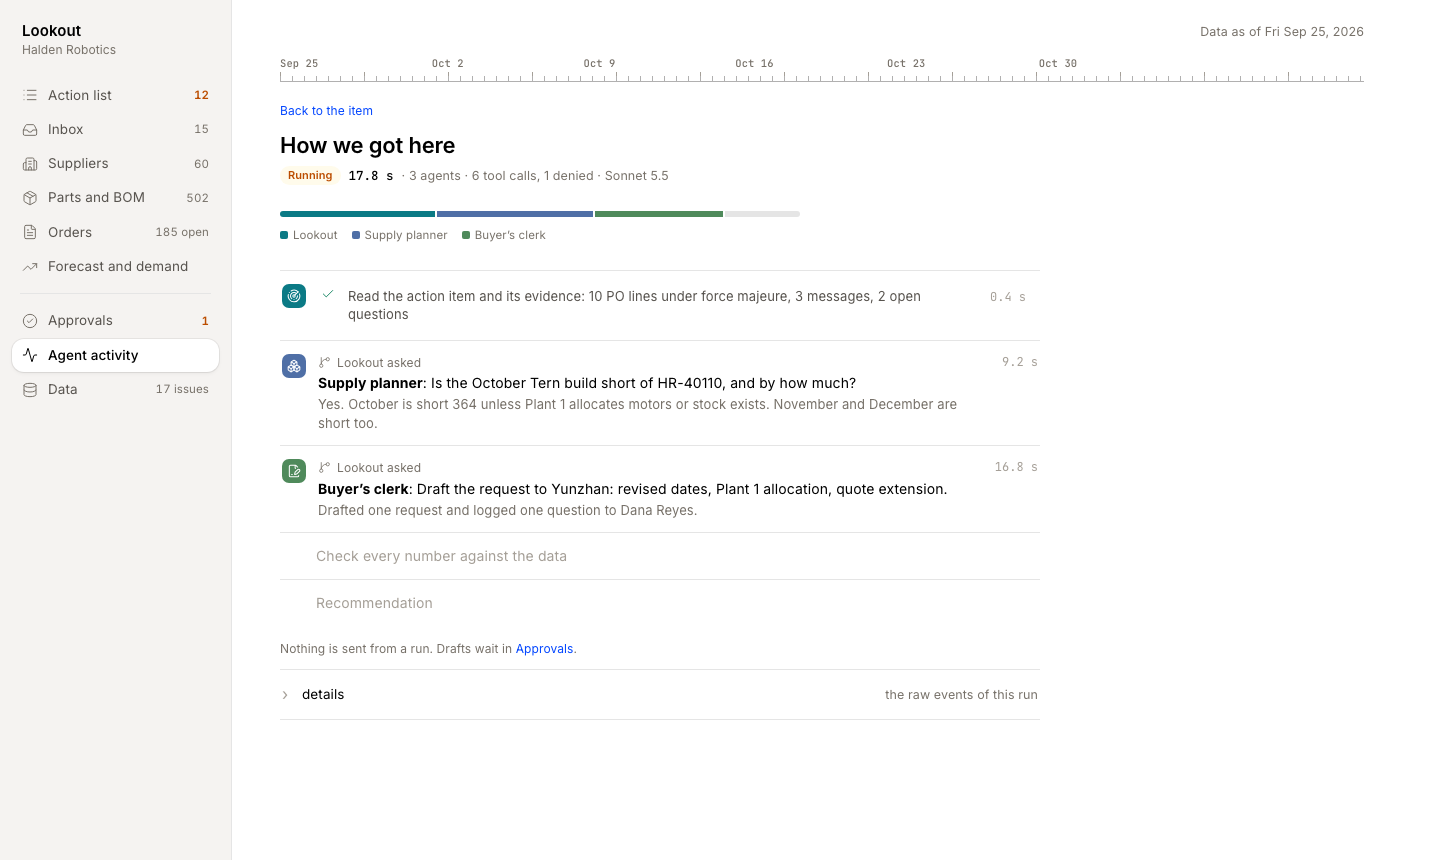 Lookout
Halden Robotics
Action list 12
Inbox 15
Suppliers 60
Parts and BOM 502
Orders 185 open
Forecast and demand
Approvals 1
Agent activity
Data 17 issues
Data as of Fri Sep 25, 2026
Sep 25 Oct 2 Oct 9 Oct 16 Oct 23 Oct 30
Back to the item
How we got here
Running 17.8 s · 3 agents · 6 tool calls, 1 denied · Sonnet 5.5
Lookout Supply planner Buyer’s clerk
Read the action item and its evidence: 10 PO lines under force majeure, 3 messages, 2 open 0.4 s
questions
Lookout asked 9.2 s
Supply planner: Is the October Tern build short of HR-40110, and by how much?
Yes. October is short 364 unless Plant 1 allocates motors or stock exists. November and December are
short too.
Lookout asked 16.8 s
Buyer’s clerk: Draft the request to Yunzhan: revised dates, Plant 1 allocation, quote extension.
Drafted one request and logged one question to Dana Reyes.
Check every number against the data
Recommendation
Nothing is sent from a run. Drafts wait in Approvals.
details the raw events of this run